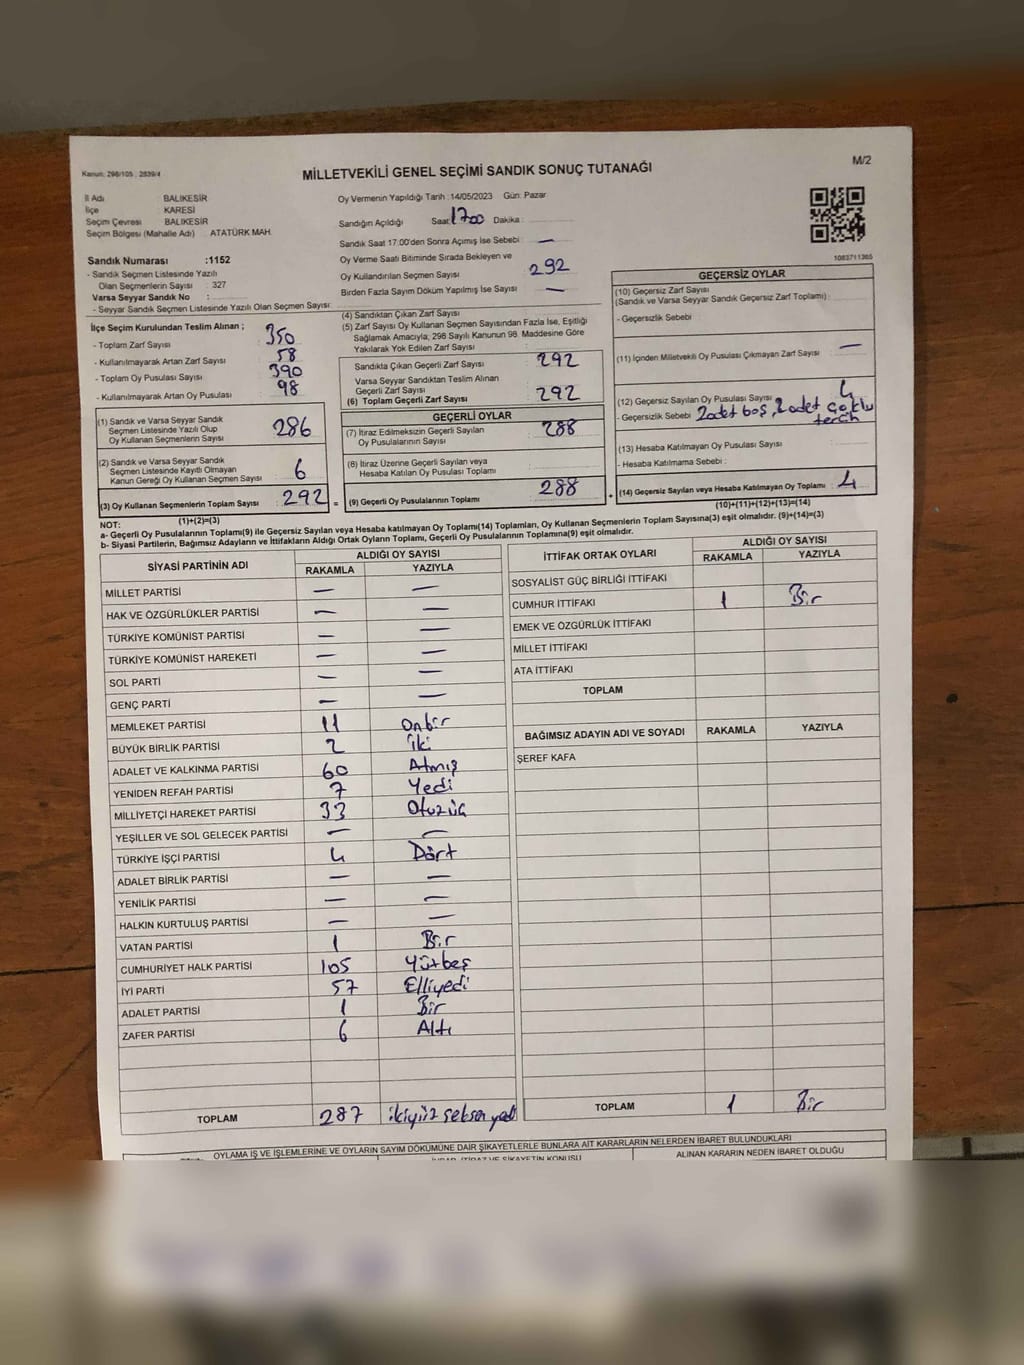 Kanun: 298/105 ; 2839/4
MİLLETVEKİLİ GENEL SEÇİMİ SANDIK SONUÇ TUTANAĞI
M/2
İl Adı BALIKESİR
İlçe KARESİ
Seçim Çevresi BALIKESİR
Seçim Bölgesi (Mahalle Adı) : ATATÜRK MAH.
Sandık Numarası :1152
- Sandık Seçmen Listesinde Yazılı
Olan Seçmenlerin Sayısı : 327
Varsa Seyyar Sandık No :
- Seyyar Sandık Seçmen Listesinde Yazılı Olan Seçmen Sayısı:
Oy Vermenin Yapıldığı Tarih :14/05/2023 Gün: Pazar
Sandığın Açıldığı Saat: 17 00 Dakika :
Sandık Saat 17.00'den Sonra Açımış İse Sebebi : —
Oy Verme Saati Bitiminde Sırada Bekleyen ve
Oy Kullandırılan Seçmen Sayısı : 292
Birden Fazla Sayım Döküm Yapılmış İse Sayısı : —
1083711365
İlçe Seçim Kurulundan Teslim Alınan ;
- Toplam Zarf Sayısı : 350
- Kullanılmayarak Artan Zarf Sayısı : 58
- Toplam Oy Pusulası Sayısı : 390
- Kullanılmayarak Artan Oy Pusulası : 98
(4) Sandıktan Çıkan Zarf Sayısı :
(5) Zarf Sayısı Oy Kullanan Seçmen Sayısından Fazla İse, Eşitliği
Sağlamak Amacıyla, 298 Sayılı Kanunun 98. Maddesine Göre
Yakılarak Yok Edilen Zarf Sayısı :
Sandıkta Çıkan Geçerli Zarf Sayısı : 292
Varsa Seyyar Sandıktan Teslim Alınan
Geçerli Zarf Sayısı :
(6) Toplam Geçerli Zarf Sayısı : 292
GEÇERSİZ OYLAR
(10) Geçersiz Zarf Sayısı
(Sandık ve Varsa Seyyar Sandık Geçersiz Zarf Toplamı) :
- Geçersizlik Sebebi :
(11) İçinden Milletvekili Oy Pusulası Çıkmayan Zarf Sayısı : —
(12) Geçersiz Sayılan Oy Pusulası Sayısı : 4
- Geçersizlik Sebebi : 2 adet boş, 2 adet çoklu
tercih
(13) Hesaba Katılmayan Oy Pusulası Sayısı :
- Hesaba Katılmama Sebebi :
(14) Geçersiz Sayılan veya Hesaba Katılmayan Oy Toplamı : 4
(10)+(11)+(12)+(13)=(14)
(1) Sandık ve Varsa Seyyar Sandık
Seçmen Listesinde Yazılı Olup
Oy Kullanan Seçmenlerin Sayısı : 286
(2) Sandık ve Varsa Seyyar Sandık
Seçmen Listesinde Kayıtlı Olmayan
Kanun Gereği Oy Kullanan Seçmen Sayısı : 6
(3) Oy Kullanan Seçmenlerin Toplam Sayısı : 292 =
(1)+(2)=(3)
GEÇERLİ OYLAR
(7) İtiraz Edilmeksizin Geçerli Sayılan
Oy Pusulalarının Sayısı : 288
(8) İtiraz Üzerine Geçerli Sayılan veya
Hesaba Katılan Oy Pusulası Toplamı :
(9) Geçerli Oy Pusulalarının Toplamı : 288 +
NOT:
a- Geçerli Oy Pusulalarının Toplamı(9) ile Geçersiz Sayılan veya Hesaba katılmayan Oy Toplamı(14) Toplamları, Oy Kullanan Seçmenlerin Toplam Sayısına(3) eşit olmalıdır. (9)+(14)=(3)
b- Siyasi Partilerin, Bağımsız Adayların ve İttifakların Aldığı Ortak Oyların Toplamı, Geçerli Oy Pusulalarının Toplamına(9) eşit olmalıdır.
SİYASİ PARTİNİN ADI ALDIĞI OY SAYISI
RAKAMLA YAZIYLA
MİLLET PARTİSİ — —
HAK VE ÖZGÜRLÜKLER PARTİSİ — —
TÜRKİYE KOMÜNİST PARTİSİ — —
TÜRKİYE KOMÜNİST HAREKETİ — —
SOL PARTİ — —
GENÇ PARTİ — —
MEMLEKET PARTİSİ 11 Onbir
BÜYÜK BİRLİK PARTİSİ 2 İki
ADALET VE KALKINMA PARTİSİ 60 Atmış
YENİDEN REFAH PARTİSİ 7 Yedi
MİLLİYETÇİ HAREKET PARTİSİ 33 Otuzüç
YEŞİLLER VE SOL GELECEK PARTİSİ — —
TÜRKİYE İŞÇİ PARTİSİ 4 Dört
ADALET BİRLİK PARTİSİ — —
YENİLİK PARTİSİ — —
HALKIN KURTULUŞ PARTİSİ — —
VATAN PARTİSİ 1 Bir
CUMHURİYET HALK PARTİSİ 105 Yüzbeş
İYİ PARTİ 57 Elliyedi
ADALET PARTİSİ 1 Bir
ZAFER PARTİSİ 6 Altı
TOPLAM 287 ikiyüz seksen yedi
İTTİFAK ORTAK OYLARI ALDIĞI OY SAYISI
RAKAMLA YAZIYLA
SOSYALİST GÜÇ BİRLİĞİ İTTİFAKI
CUMHUR İTTİFAKI 1 Bir
EMEK VE ÖZGÜRLÜK İTTİFAKI
MİLLET İTTİFAKI
ATA İTTİFAKI
TOPLAM
BAĞIMSIZ ADAYIN ADI VE SOYADI RAKAMLA YAZIYLA
ŞEREF KAFA
TOPLAM 1 Bir
OYLAMA İŞ VE İŞLEMLERİNE VE OYLARIN SAYIM DÖKÜMÜNE DAİR ŞİKAYETLERLE BUNLARA AİT KARARLARIN NELERDEN İBARET BULUNDUKLARI
İHBAR, İTİRAZ VE ŞİKAYETİN KONUSU ALINAN KARARIN NEDEN İBARET OLDUĞU